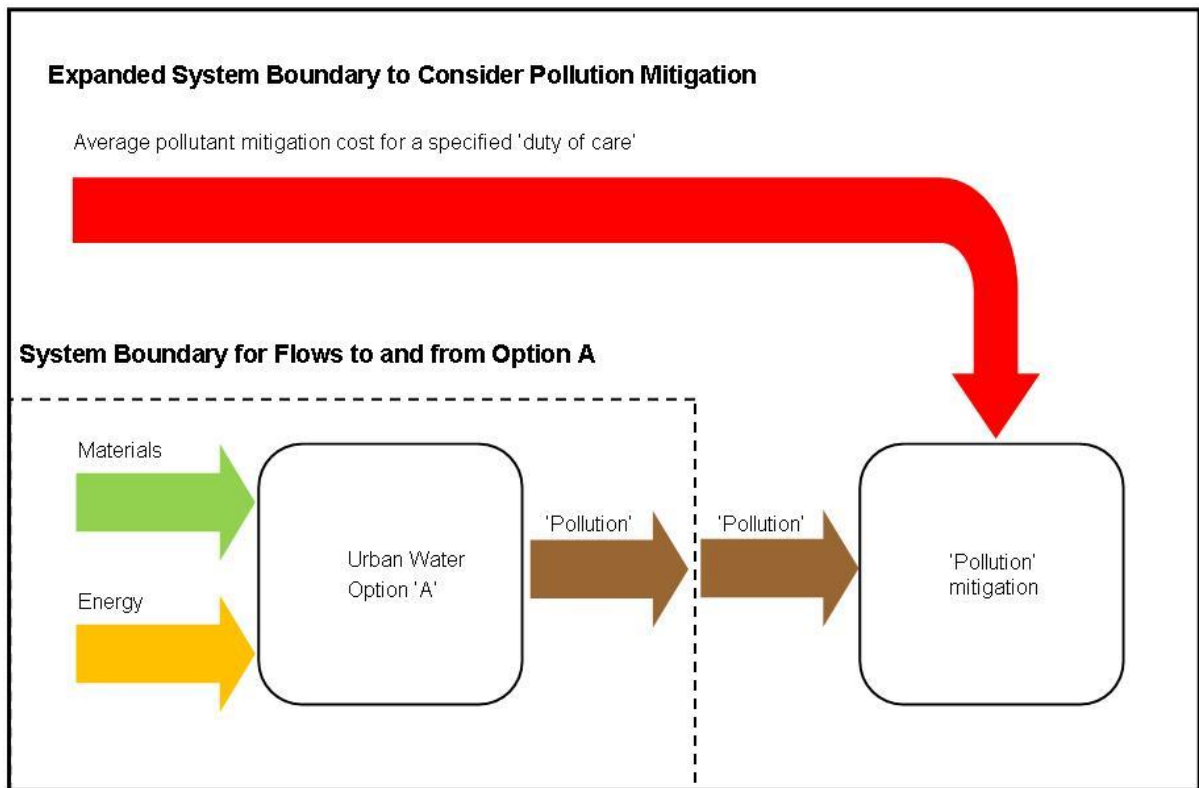 Expanded System Boundary to Consider Pollution Mitigation
Average pollutant mitigation cost for a specified 'duty of care'
System Boundary for Flows to and from Option A
Materials
Energy
Urban Water
Option 'A'
'Pollution'
'Pollution'
'Pollution'
mitigation